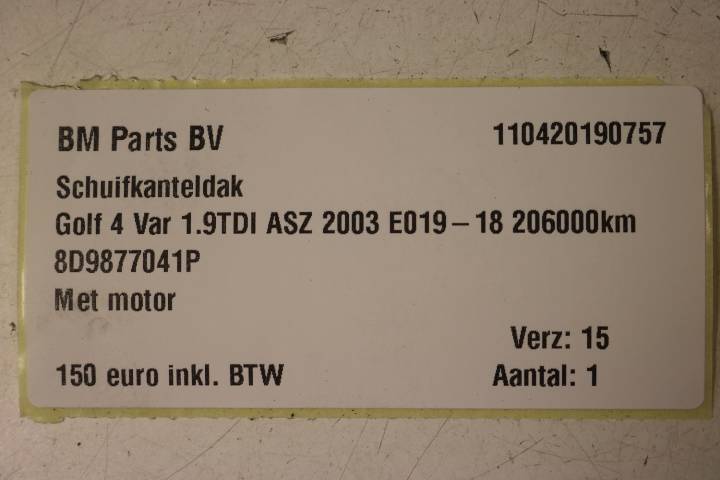 BM Parts BV 110420190757
Schuifkanteldak
Golf 4 Var 1.9TDI ASZ 2003 E019-18 206000km
8D9877041P
Met motor
Verz: 15
150 euro inkl. BTW Aantal: 1